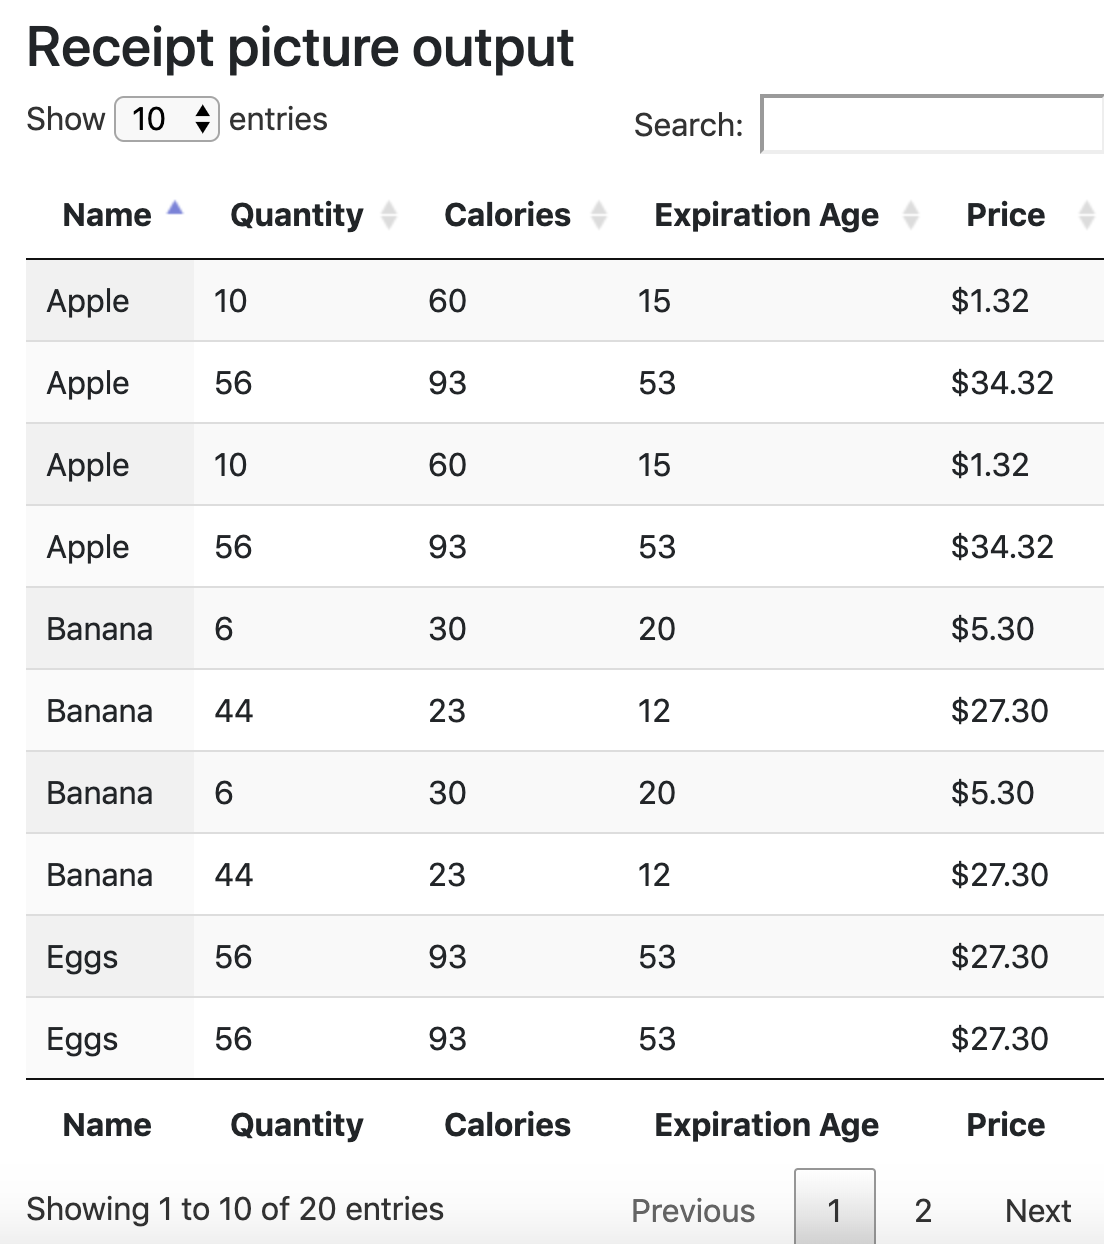 Receipt picture output
Show 10 entries Search:
Name Quantity Calories Expiration Age Price
Apple 10 60 15 $1.32
Apple 56 93 53 $34.32
Apple 10 60 15 $1.32
Apple 56 93 53 $34.32
Banana 6 30 20 $5.30
Banana 44 23 12 $27.30
Banana 6 30 20 $5.30
Banana 44 23 12 $27.30
Eggs 56 93 53 $27.30
Eggs 56 93 53 $27.30
Name Quantity Calories Expiration Age Price
Showing 1 to 10 of 20 entries Previous 1 2 Next